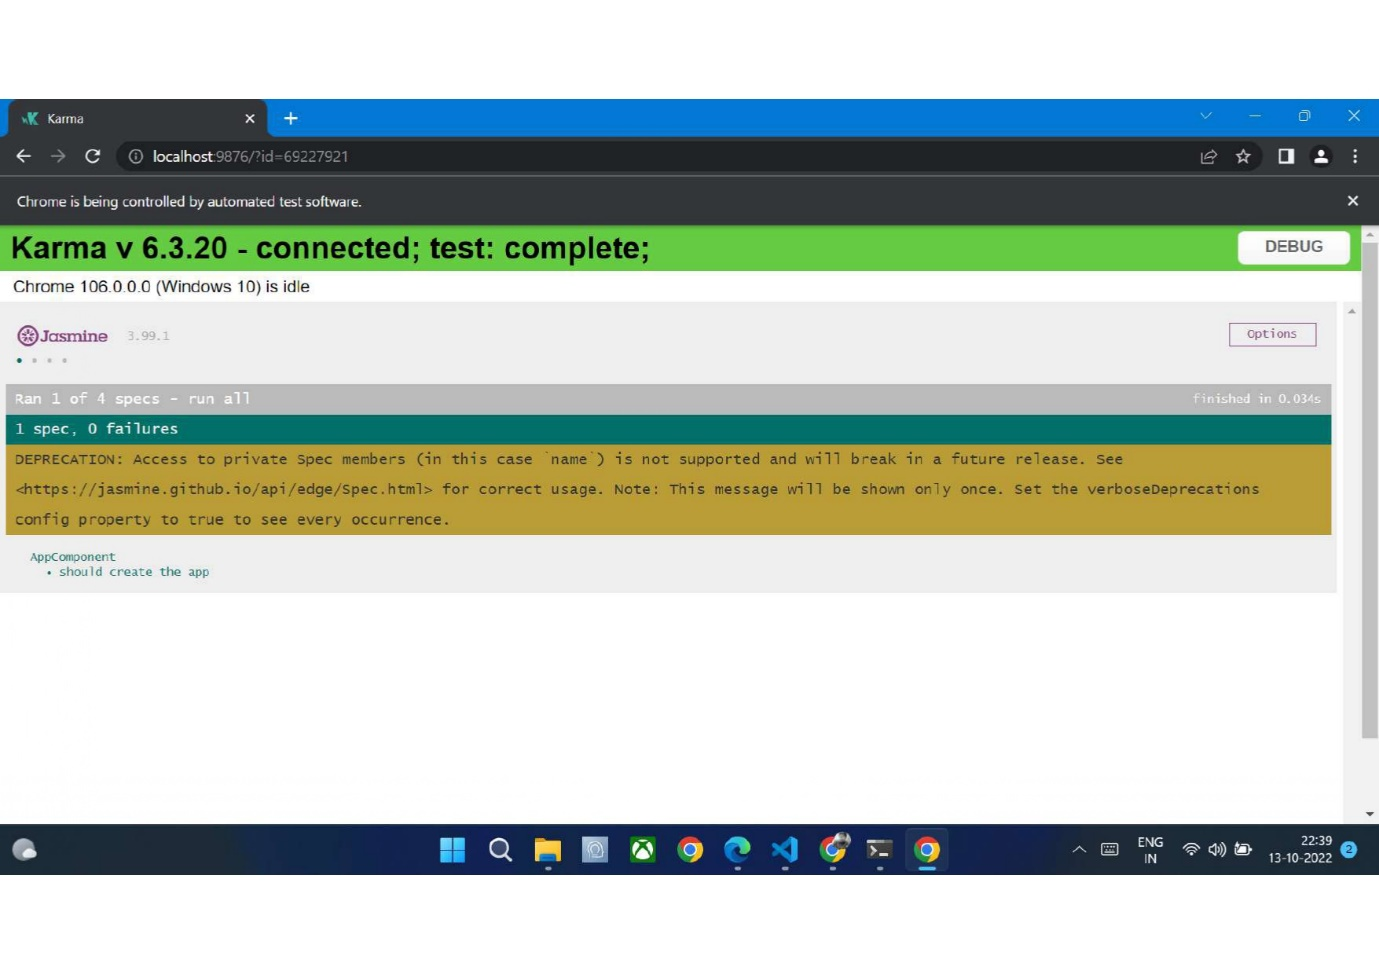 Karma
localhost:9876/?id=69227921
Chrome is being controlled by automated test software.
Karma v 6.3.20 - connected; test: complete;
DEBUG
Chrome 106.0.0.0 (Windows 10) is idle
Jasmine 3.99.1
Options
Ran 1 of 4 specs - run all
finished in 0.034s
1 spec, 0 failures
DEPRECATION: Access to private Spec members (in this case `name`) is not supported and will break in a future release. See
<https://jasmine.github.io/api/edge/Spec.html> for correct usage. Note: This message will be shown only once. Set the verboseDeprecations
config property to true to see every occurrence.
AppComponent
• should create the app
ENG
IN
22:39
13-10-2022
2